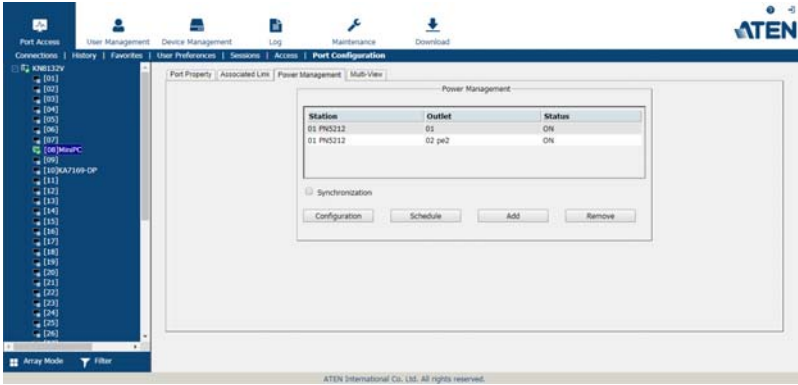 ATEN
Port Access
User Management
Device Management
Log
Maintenance
Download
Connections | History | Favorites | User Preferences | Sessions | Access | Port Configuration
KN8132V
[01]
[02]
[03]
[04]
[05]
[06]
[07]
[08]MiniPC
[09]
[10]KA7169-DP
[11]
[12]
[13]
[14]
[15]
[16]
[17]
[18]
[19]
[20]
[21]
[22]
[23]
[24]
[25]
[26]
Array Mode
Filter
Port Property
Associated Link
Power Management
Multi-View
Power Management
Station Outlet Status
01 PN5212 01 ON
01 PN5212 02 pe2 ON
Synchronization
Configuration
Schedule
Add
Remove
ATEN International Co. Ltd. All rights reserved.